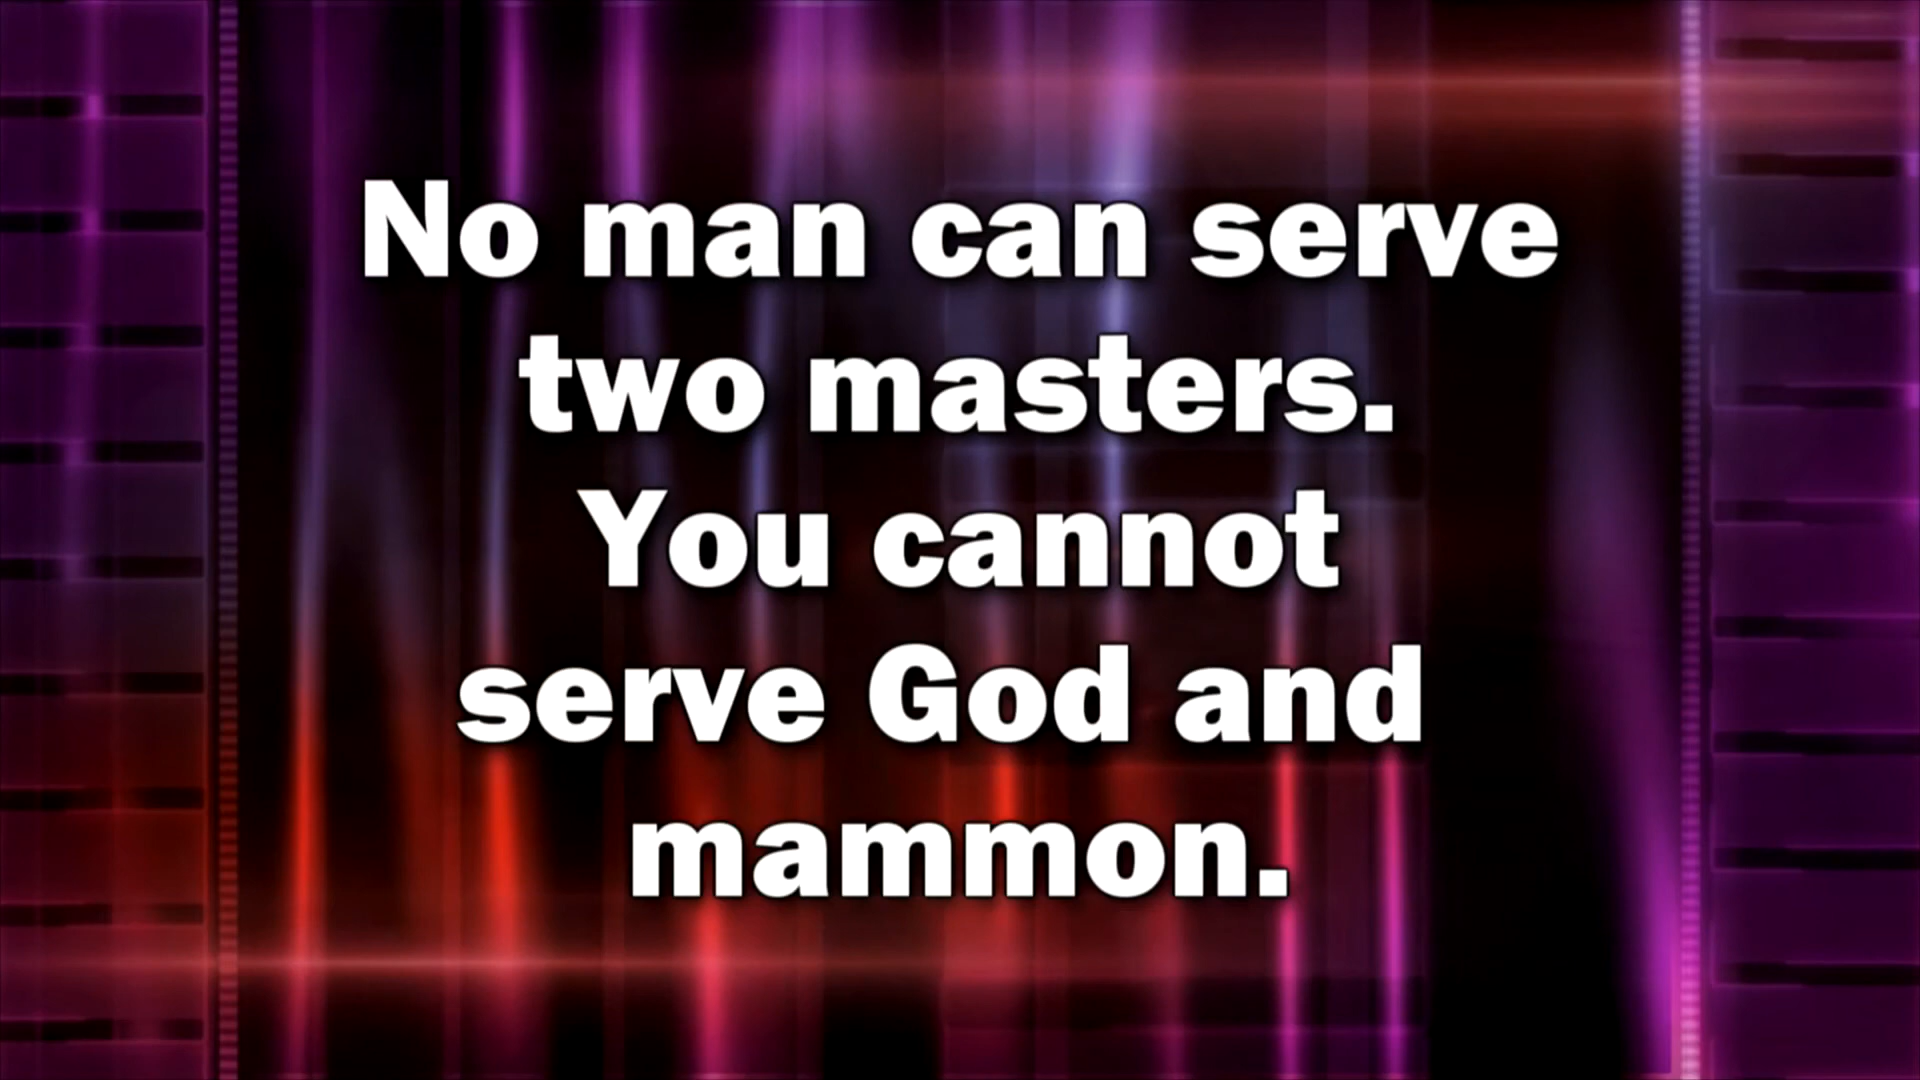 No man can serve
two masters.
You cannot
serve God and
mammon.